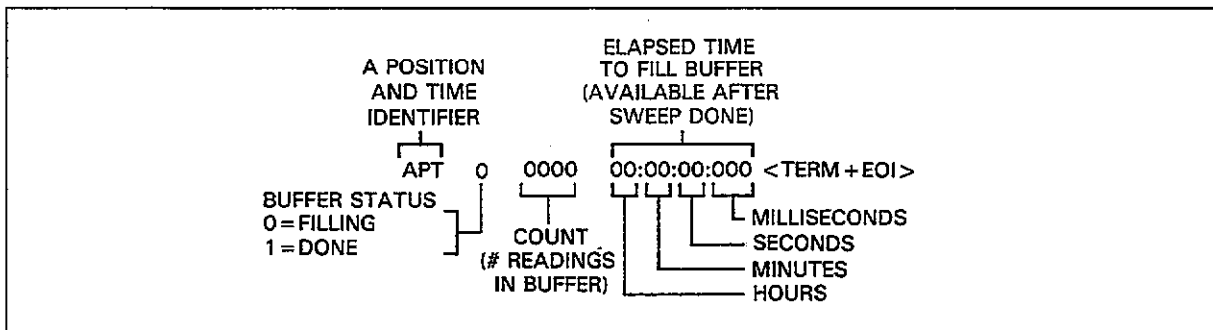 A POSITION
AND TIME
IDENTIFIER
ELAPSED TIME
TO FILL BUFFER
(AVAILABLE AFTER
SWEEP DONE)
APT 0 0000 00:00:00:000 <TERM+EOI>
BUFFER STATUS
0=FILLING
1=DONE
COUNT
(# READINGS
IN BUFFER)
MILLISECONDS
SECONDS
MINUTES
HOURS